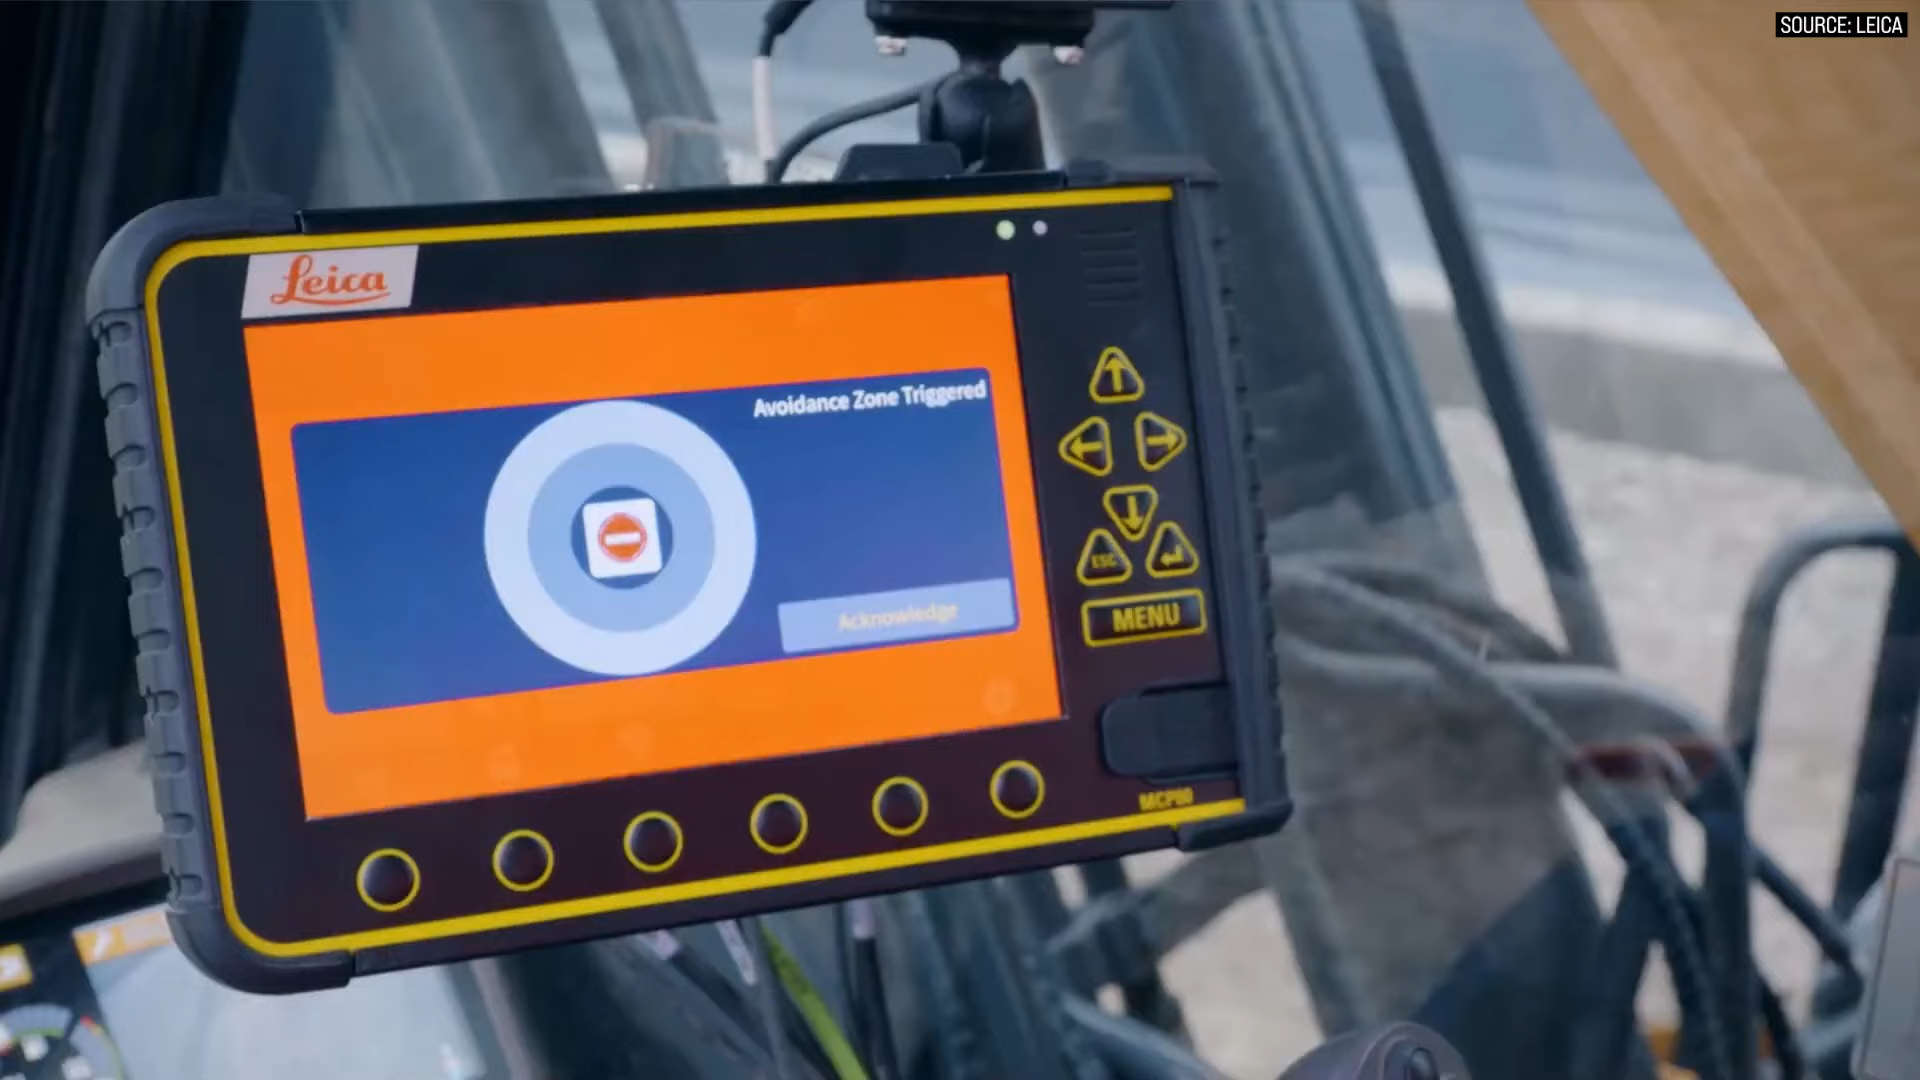 SOURCE: LEICA
Leica
Avoidance Zone Triggered
Acknowledge
ESC
MENU
MCP80